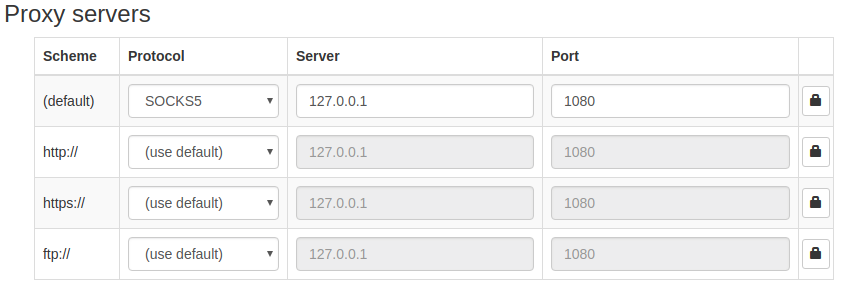 Proxy servers
Scheme Protocol Server Port
(default) SOCKS5 127.0.0.1 1080
http:// (use default) 127.0.0.1 1080
https:// (use default) 127.0.0.1 1080
ftp:// (use default) 127.0.0.1 1080